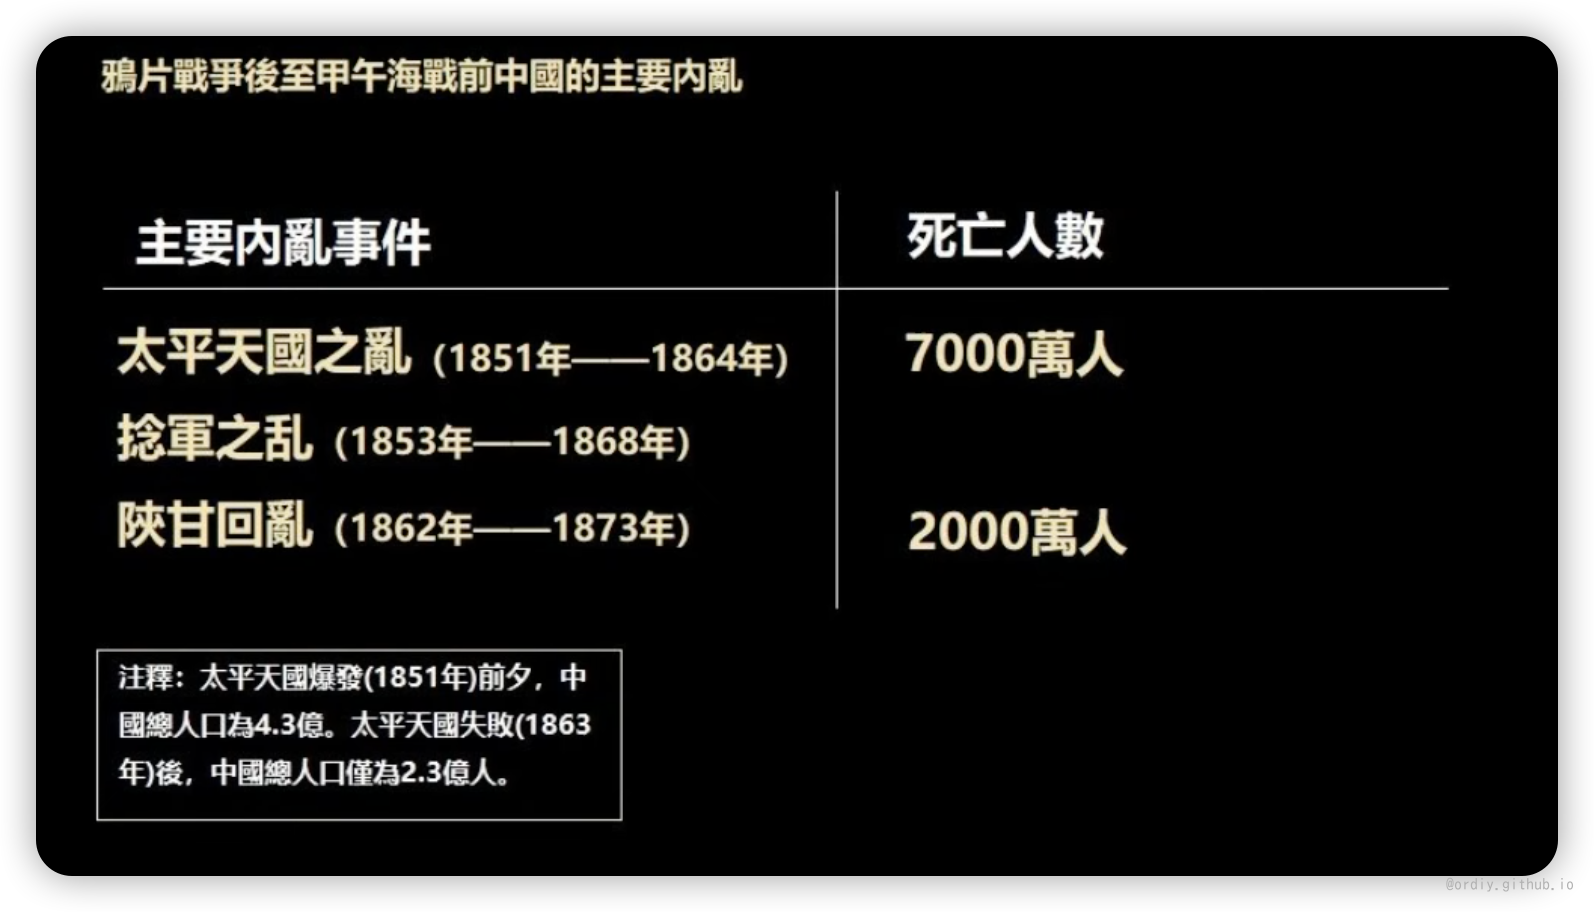 鴉片戰爭後至甲午海戰前中國的主要内亂
主要内亂事件
死亡人數
太平天國之亂（1851年——1864年）
7000萬人
捻軍之乱（1853年——1868年）
陝甘回亂（1862年——1873年）
2000萬人
注釋：太平天國爆發(1851年)前夕，中
國總人口為4.3億。太平天國失敗(1863
年)後，中國總人口僅為2.3億人。
@ordiy.github.io